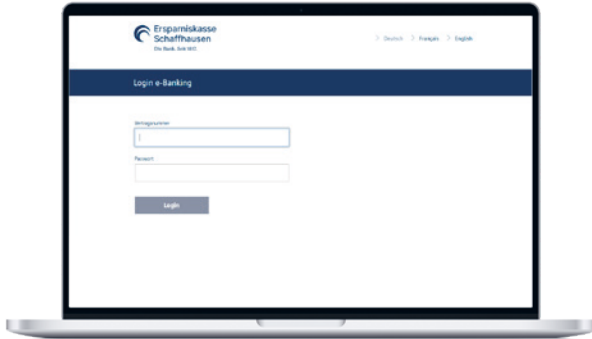 Ersparniskasse
Schaffhausen
Die Bank. Seit 1817.
Deutsch Français English
Login e-Banking
Vertragsnummer
Passwort
Login